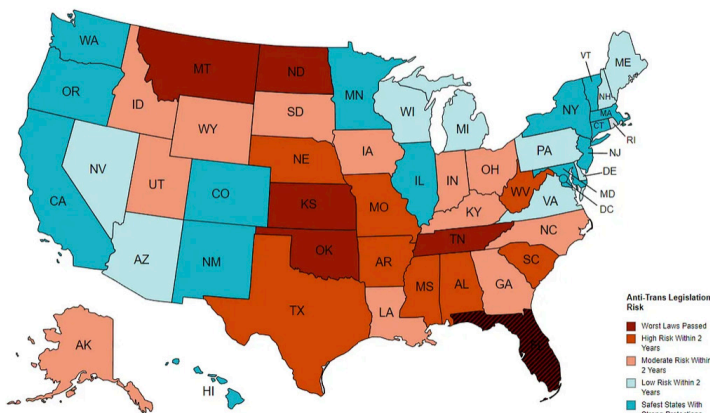 WA
OR
CA
NV
ID
MT
WY
UT
AZ
CO
NM
ND
SD
NE
KS
OK
TX
MN
IA
MO
AR
LA
WI
IL
MI
IN
OH
KY
TN
MS
AL
GA
SC
NC
VA
WV
PA
NY
VT
NH
ME
MA
CT
RI
NJ
DE
MD
DC
AK
HI
Anti-Trans Legislation
Risk
Worst Laws Passed
High Risk Within 2
Years
Moderate Risk Within
2 Years
Low Risk Within 2
Years
Safest States With